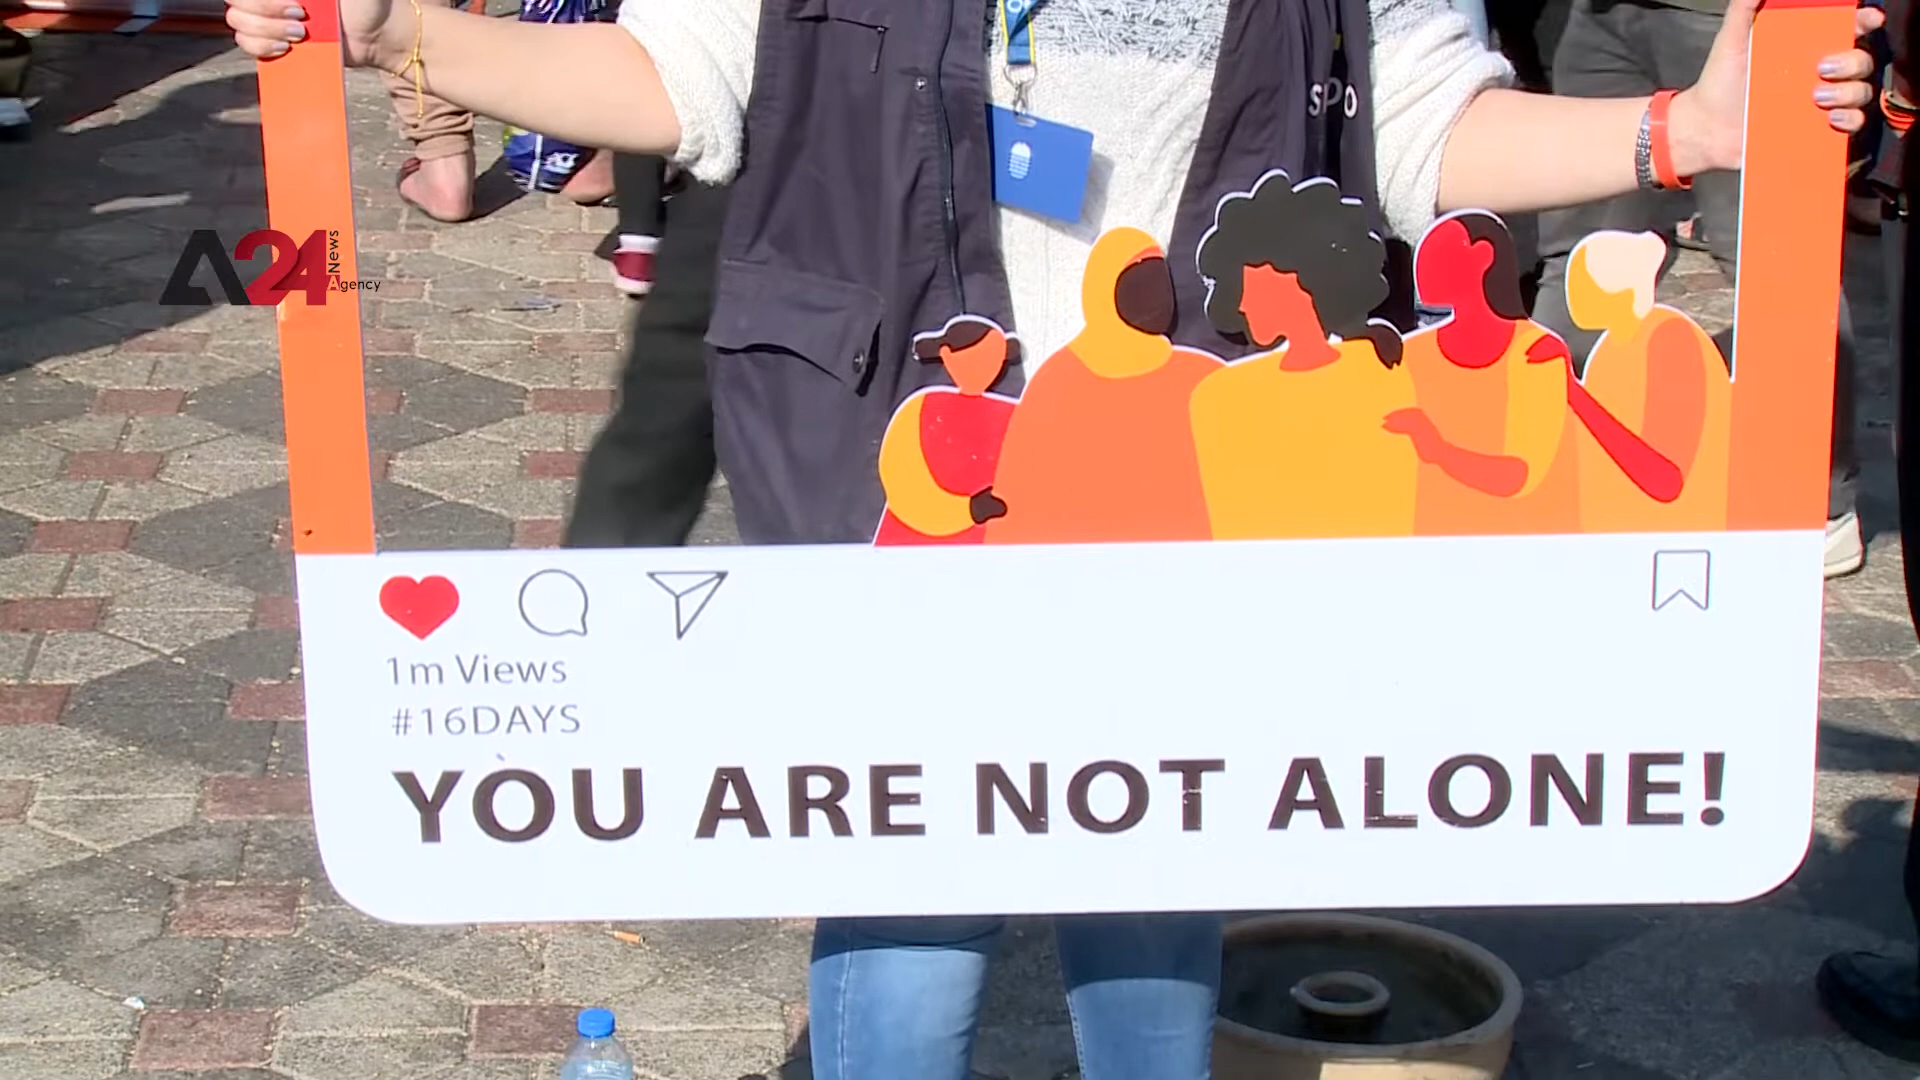 SPO
A24 News Agency
1m Views
#16DAYS
YOU ARE NOT ALONE!